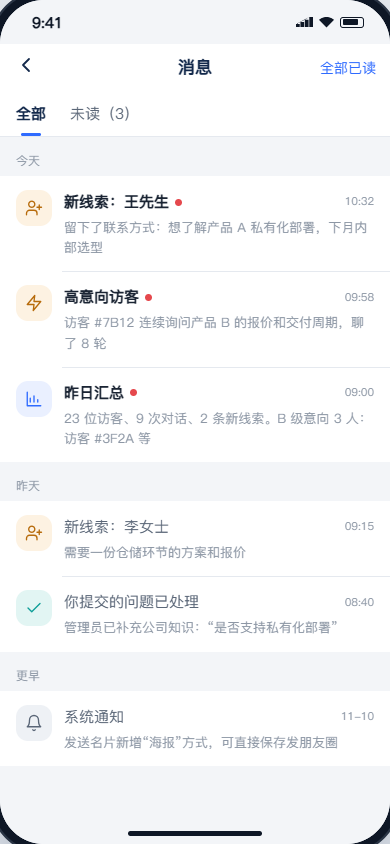 9:41
消息
全部已读
全部
未读（3）
今天
新线索：王先生
10:32
留下了联系方式：想了解产品 A 私有化部署，下月内
部选型
高意向访客
09:58
访客 #7B12 连续询问产品 B 的报价和交付周期，聊
了 8 轮
昨日汇总
09:00
23 位访客、9 次对话、2 条新线索。B 级意向 3 人：
访客 #3F2A 等
昨天
新线索：李女士
09:15
需要一份仓储环节的方案和报价
你提交的问题已处理
08:40
管理员已补充公司知识：“是否支持私有化部署”
更早
系统通知
11-10
发送名片新增“海报”方式，可直接保存发朋友圈